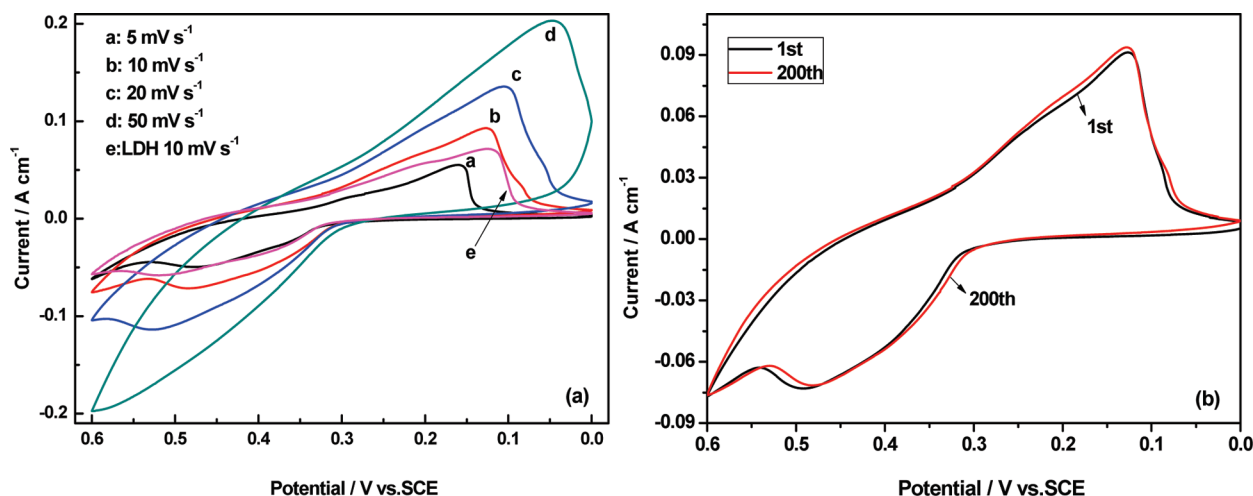 a: 5 mV s-1
b: 10 mV s-1
c: 20 mV s-1
d: 50 mV s-1
e:LDH 10 mV s-1
d
c
b
a
e
(a)
0.2
0.1
0.0
-0.1
-0.2
Current / A cm-1
0.6 0.5 0.4 0.3 0.2 0.1 0.0
Potential / V vs.SCE
1st
200th
1st
200th
(b)
0.09
0.06
0.03
0.00
-0.03
-0.06
-0.09
Current / A cm-1
0.6 0.5 0.4 0.3 0.2 0.1 0.0
Potential / V vs.SCE